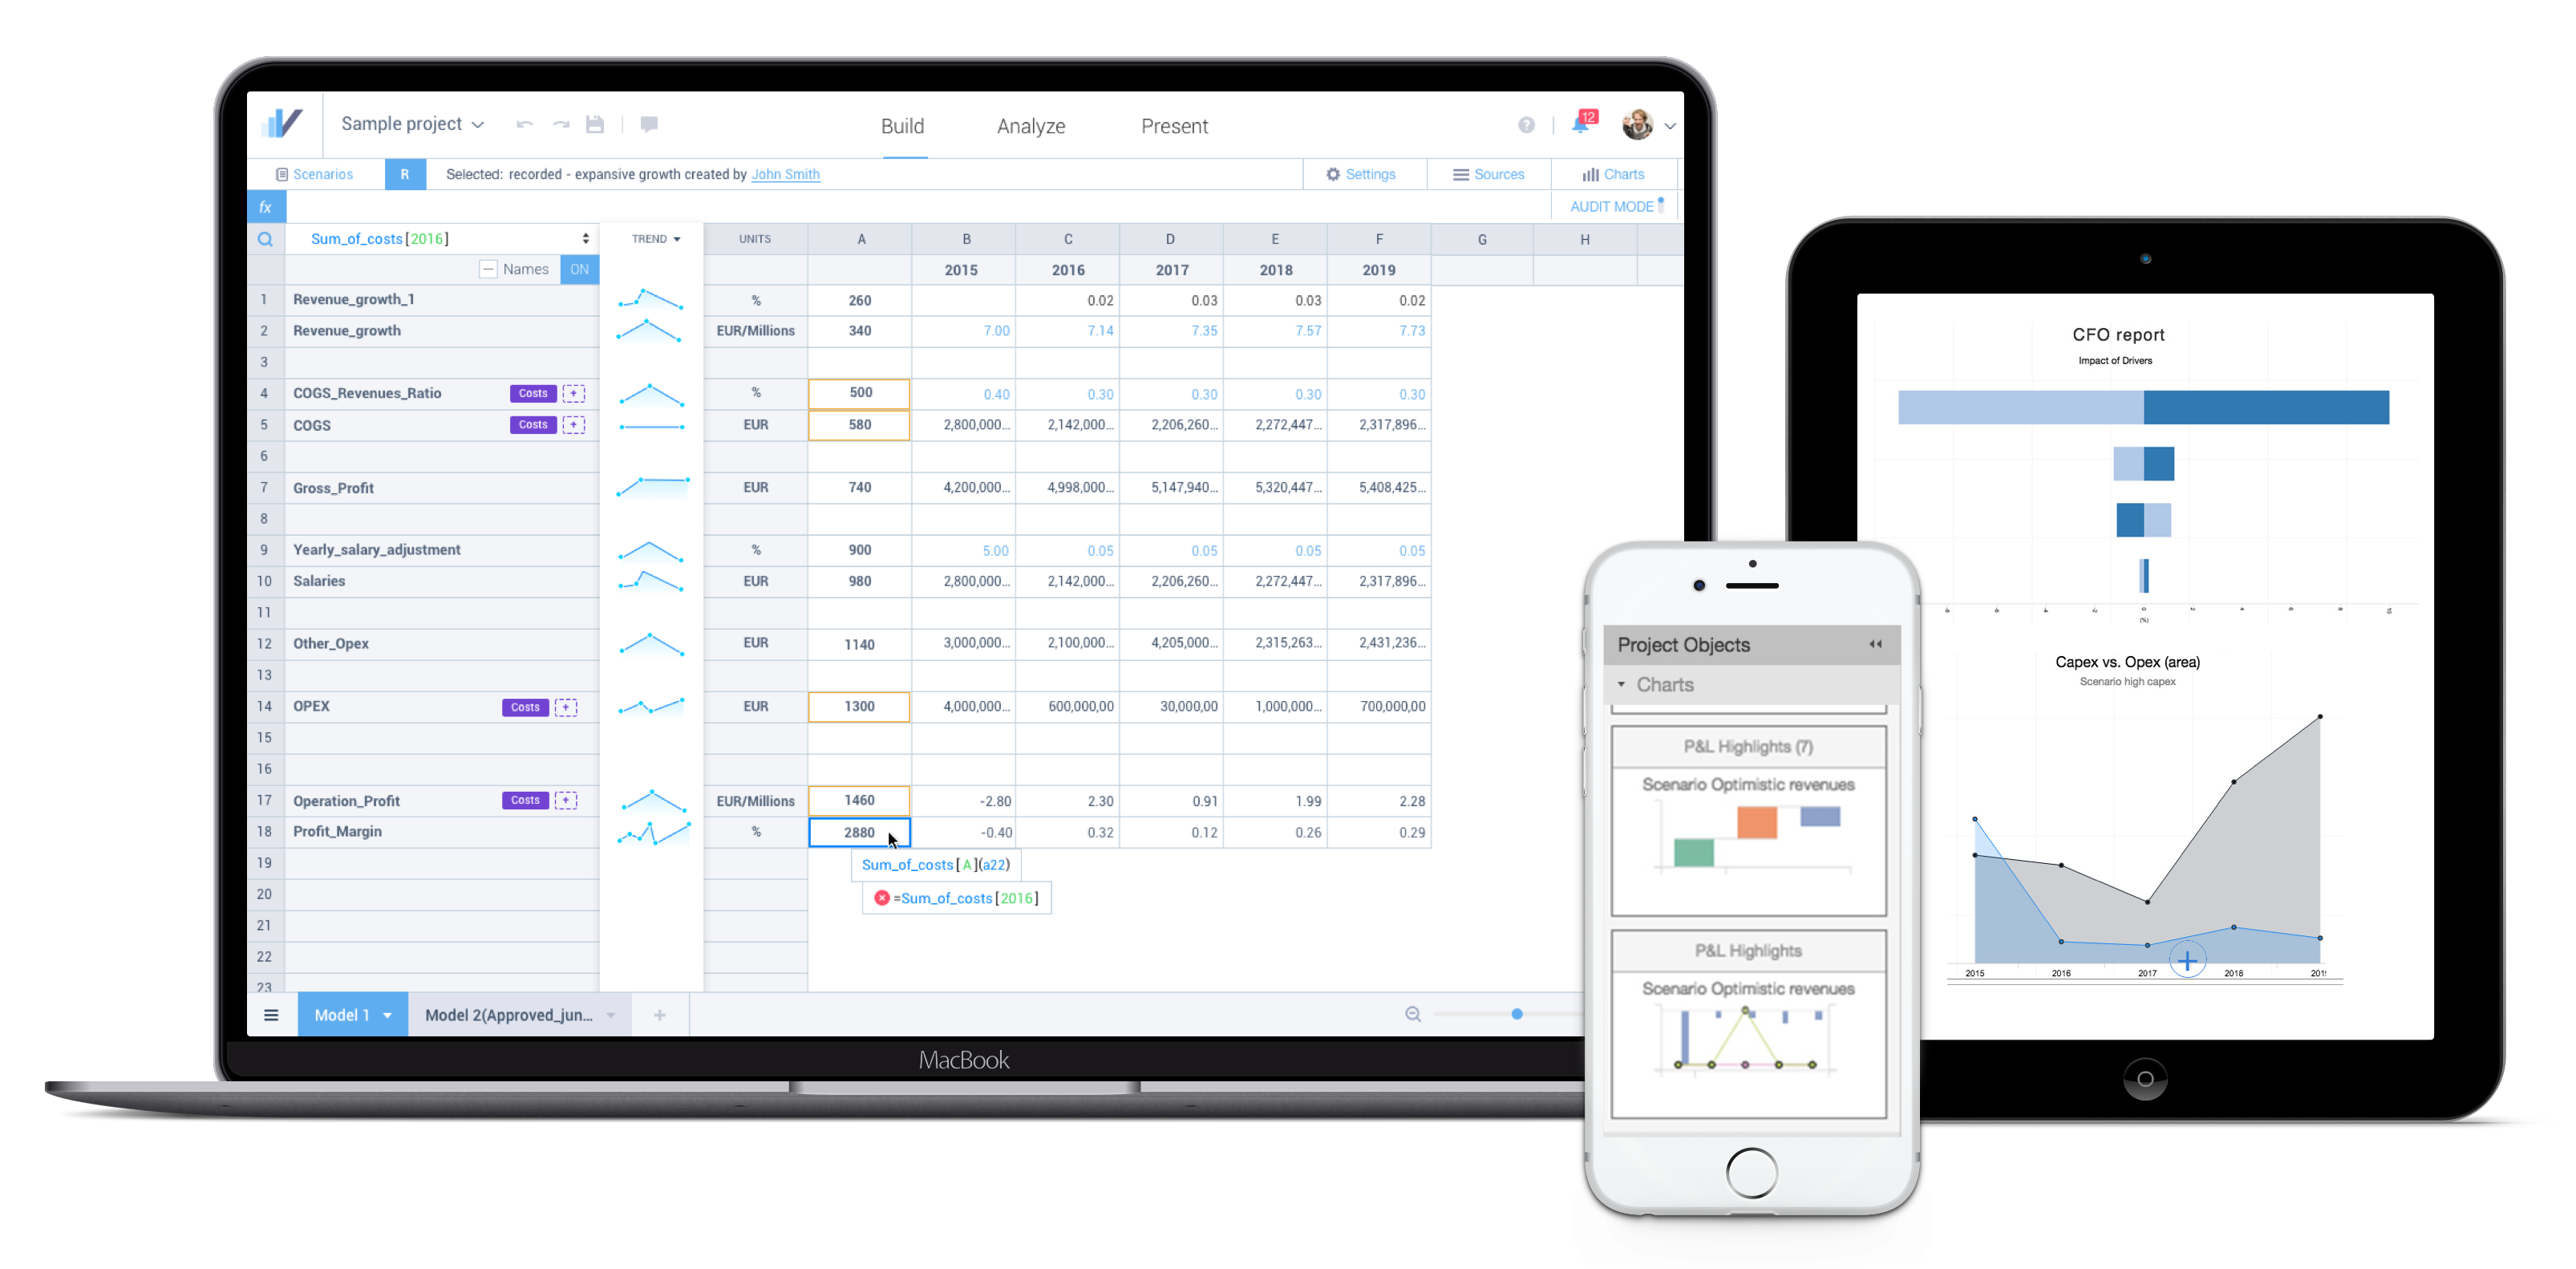 Sample project
Build Analyze Present
12
Scenarios R Selected: recorded - expansive growth created by John Smith Settings Sources Charts
fx AUDIT MODE
Sum_of_costs[2016] TREND UNITS A B C D E F G H
Names ON 2015 2016 2017 2018 2019
1 Revenue_growth_1 % 260 0.02 0.03 0.03 0.02
2 Revenue_growth EUR/Millions 340 7.00 7.14 7.35 7.57 7.73
3
4 COGS_Revenues_Ratio Costs + % 500 0.40 0.30 0.30 0.30 0.30
5 COGS Costs + EUR 580 2,800,000... 2,142,000... 2,206,260... 2,272,447... 2,317,896...
6
7 Gross_Profit EUR 740 4,200,000... 4,998,000... 5,147,940... 5,320,447... 5,408,425...
8
9 Yearly_salary_adjustment % 900 5.00 0.05 0.05 0.05 0.05
10 Salaries EUR 980 2,800,000... 2,142,000... 2,206,260... 2,272,447... 2,317,896...
11
12 Other_Opex EUR 1140 3,000,000... 2,100,000... 4,205,000... 2,315,263... 2,431,236...
13
14 OPEX Costs + EUR 1300 4,000,000... 600,000,00 30,000,00 1,000,000... 700,000,00
15
16
17 Operation_Profit Costs + EUR/Millions 1460 -2.80 2.30 0.91 1.99 2.28
18 Profit_Margin % 2880 -0.40 0.32 0.12 0.26 0.29
19 Sum_of_costs[A](a22)
20 =Sum_of_costs[2016]
21
22
23
Model 1 Model 2(Approved_jun... +
MacBook
Project Objects
Charts
P&L Highlights (7)
Scenario Optimistic revenues
P&L Highlights
Scenario Optimistic revenues
CFO report
Impact of Drivers
-8 -6 -4 -2 0 2 4 6 8 10
(%)
Capex vs. Opex (area)
Scenario high capex
2015 2016 2017 2018